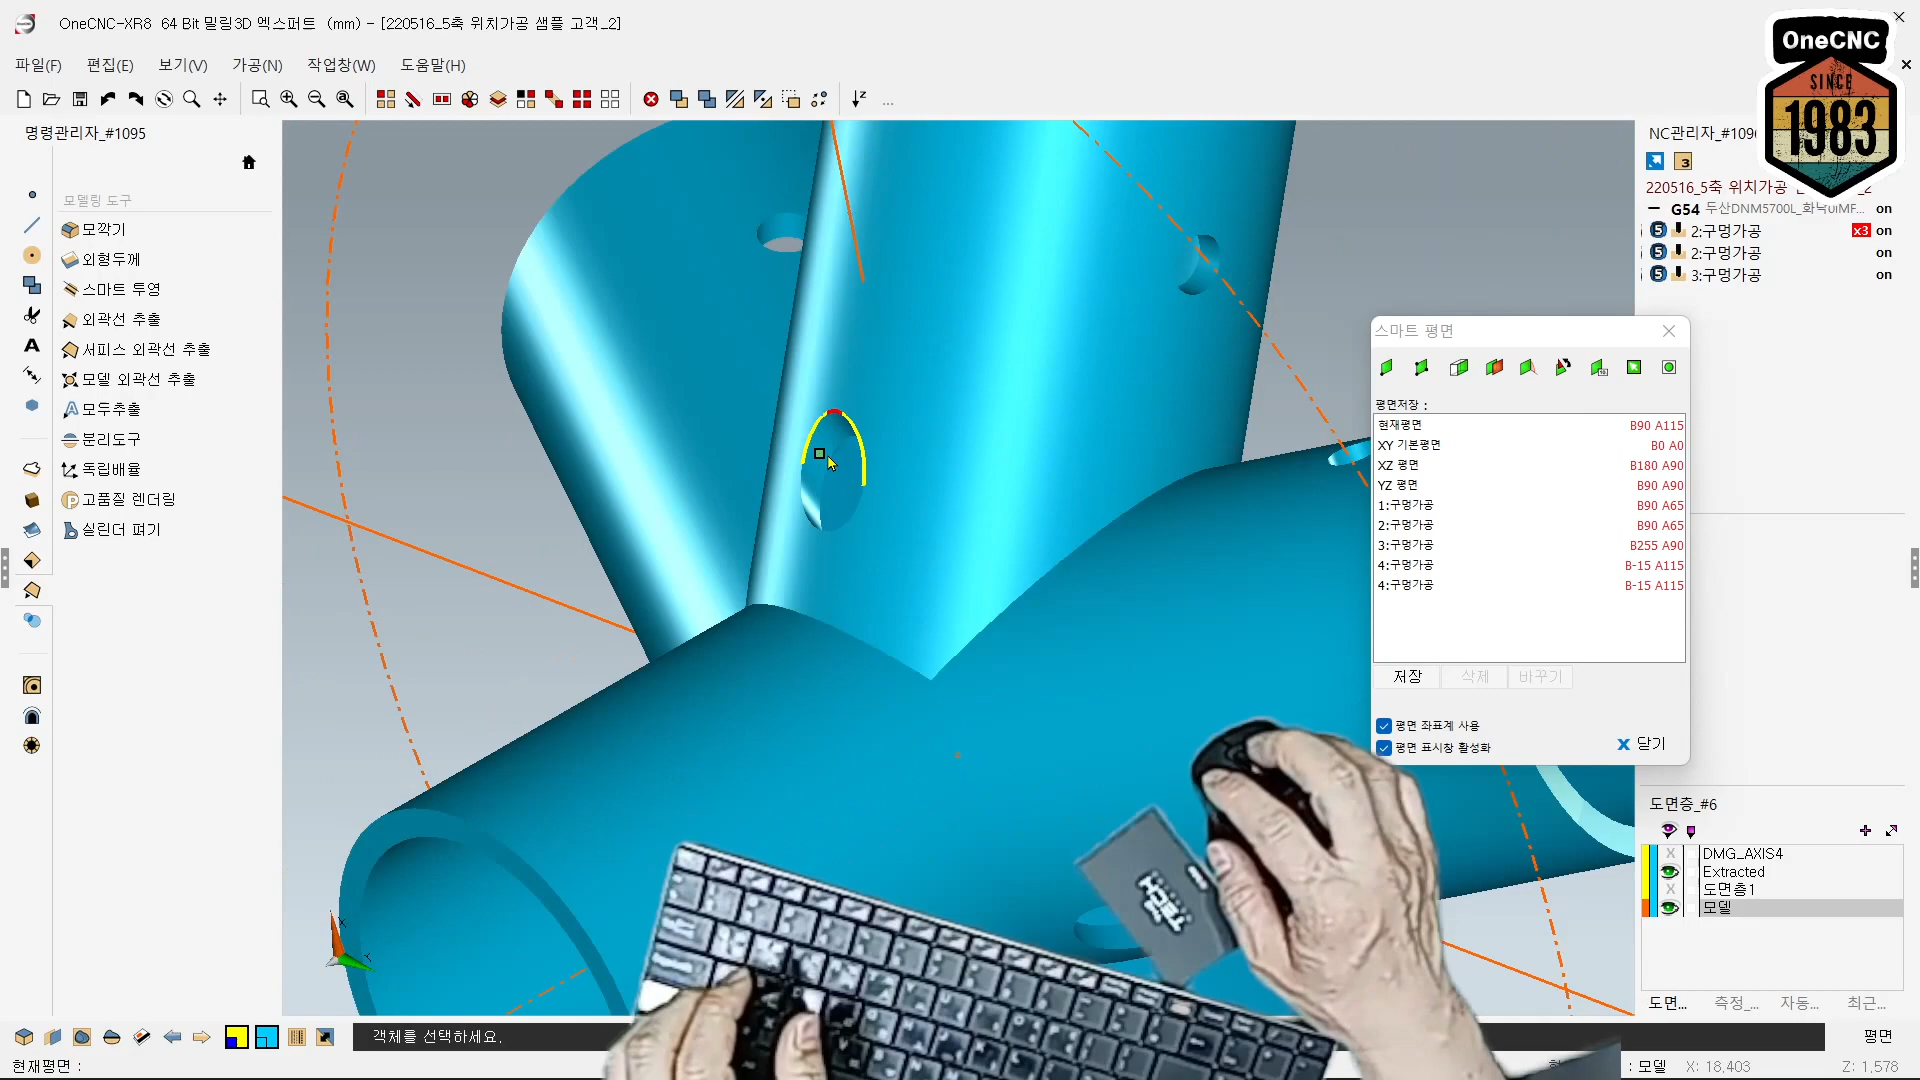 OneCNC-XR8 64 Bit 밀링3D 엑스퍼트 (mm) - [220516_5축 위치가공 샘플 고객_2]
OneCNC
SINCE
1983
파일(F) 편집(E) 보기(V) 가공(N) 작업창(W) 도움말(H)
명령관리자_#1095
모델링 도구
모깍기
외형두께
스마트 투영
외곽선 추출
서피스 외곽선 추출
모델 외곽선 추출
모두추출
분리도구
독립배율
고품질 렌더링
실린더 펴기
3
220516_5축 위치가공
G54 on
5 2:구멍가공 x3 on
5 2:구멍가공 on
5 3:구멍가공 on
스마트 평면
평면저장 :
현재평면 B90 A115
XY 기본평면 B0 A0
XZ 평면 B180 A90
YZ 평면 B90 A90
1:구멍가공 B90 A65
2:구멍가공 B90 A65
3:구멍가공 B255 A90
4:구멍가공 B-15 A115
4:구멍가공 B-15 A115
저장 삭제 바꾸기
평면 좌표계 사용
평면 표시창 활성화
x 닫기
TECH
도면층_#6
DMG_AXIS4
Extracted
도면층1
모델
도면... 측정_... 자동... 최근...
객체를 선택하세요.
평면
현재평면 :
: 모델 X: 18,403 Z: 1,578